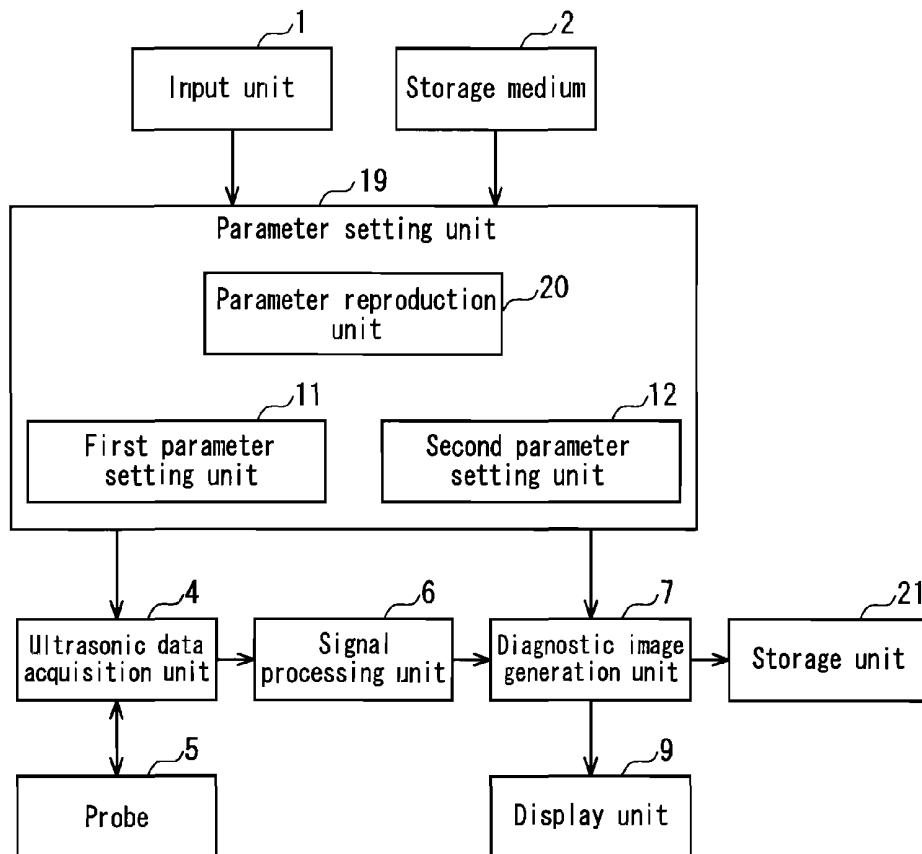 1
2
Input unit
Storage medium
19
Parameter setting unit
20
Parameter reproduction
unit
11
12
First parameter
setting unit
Second parameter
setting unit
4
6
7
21
Ultrasonic data
acquisition unit
Signal
processing unit
Diagnostic image
generation unit
Storage unit
5
9
Probe
Display unit